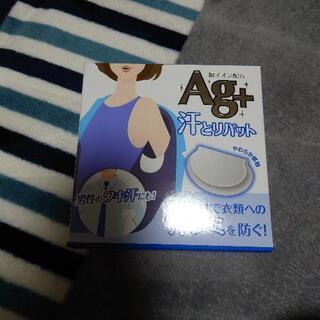 銀イオン配合
Ag+
汗とりパット
やわらか素材
男性のワキ汗にも!
で衣類への
を防ぐ!